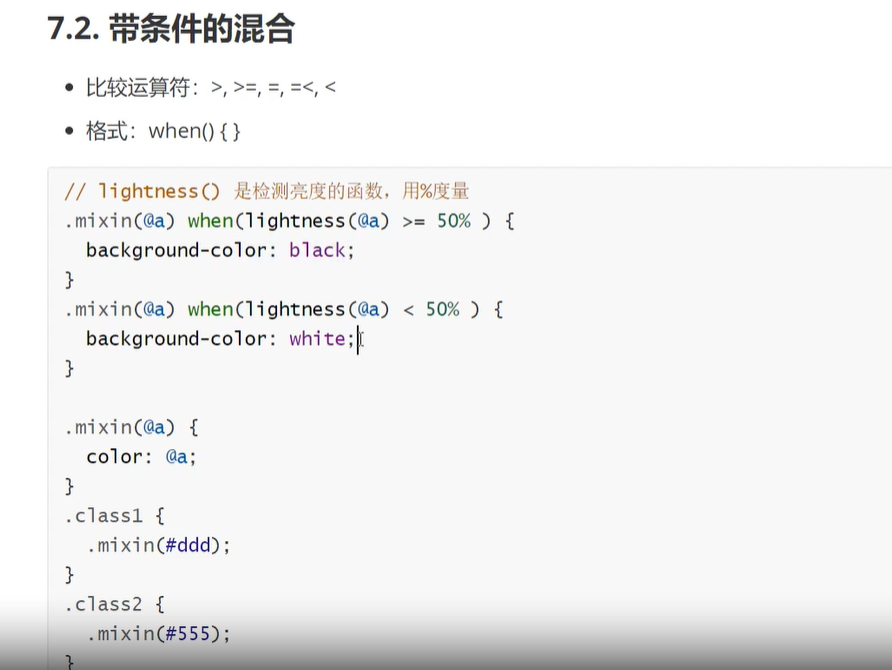 7.2. 带条件的混合
比较运算符：>, >=, =, =<, <
格式：when() { }
// lightness() 是检测亮度的函数，用%度量
.mixin(@a) when(lightness(@a) >= 50% ) {
background-color: black;
}
.mixin(@a) when(lightness(@a) < 50% ) {
background-color: white;
}
.mixin(@a) {
color: @a;
}
.class1 {
.mixin(#ddd);
}
.class2 {
.mixin(#555);
}